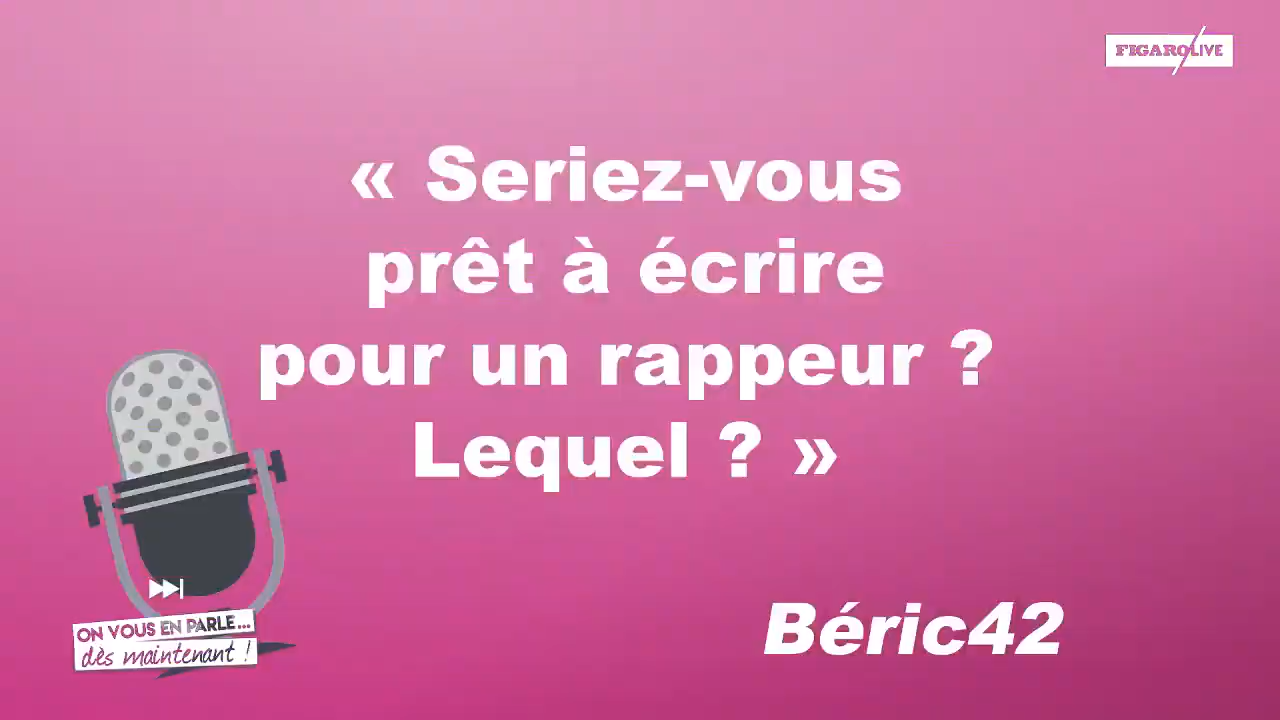 FIGAROLIVE
« Seriez-vous
prêt à écrire
pour un rappeur ?
Lequel ? »
Béric42
ON VOUS EN PARLE...
dès maintenant !